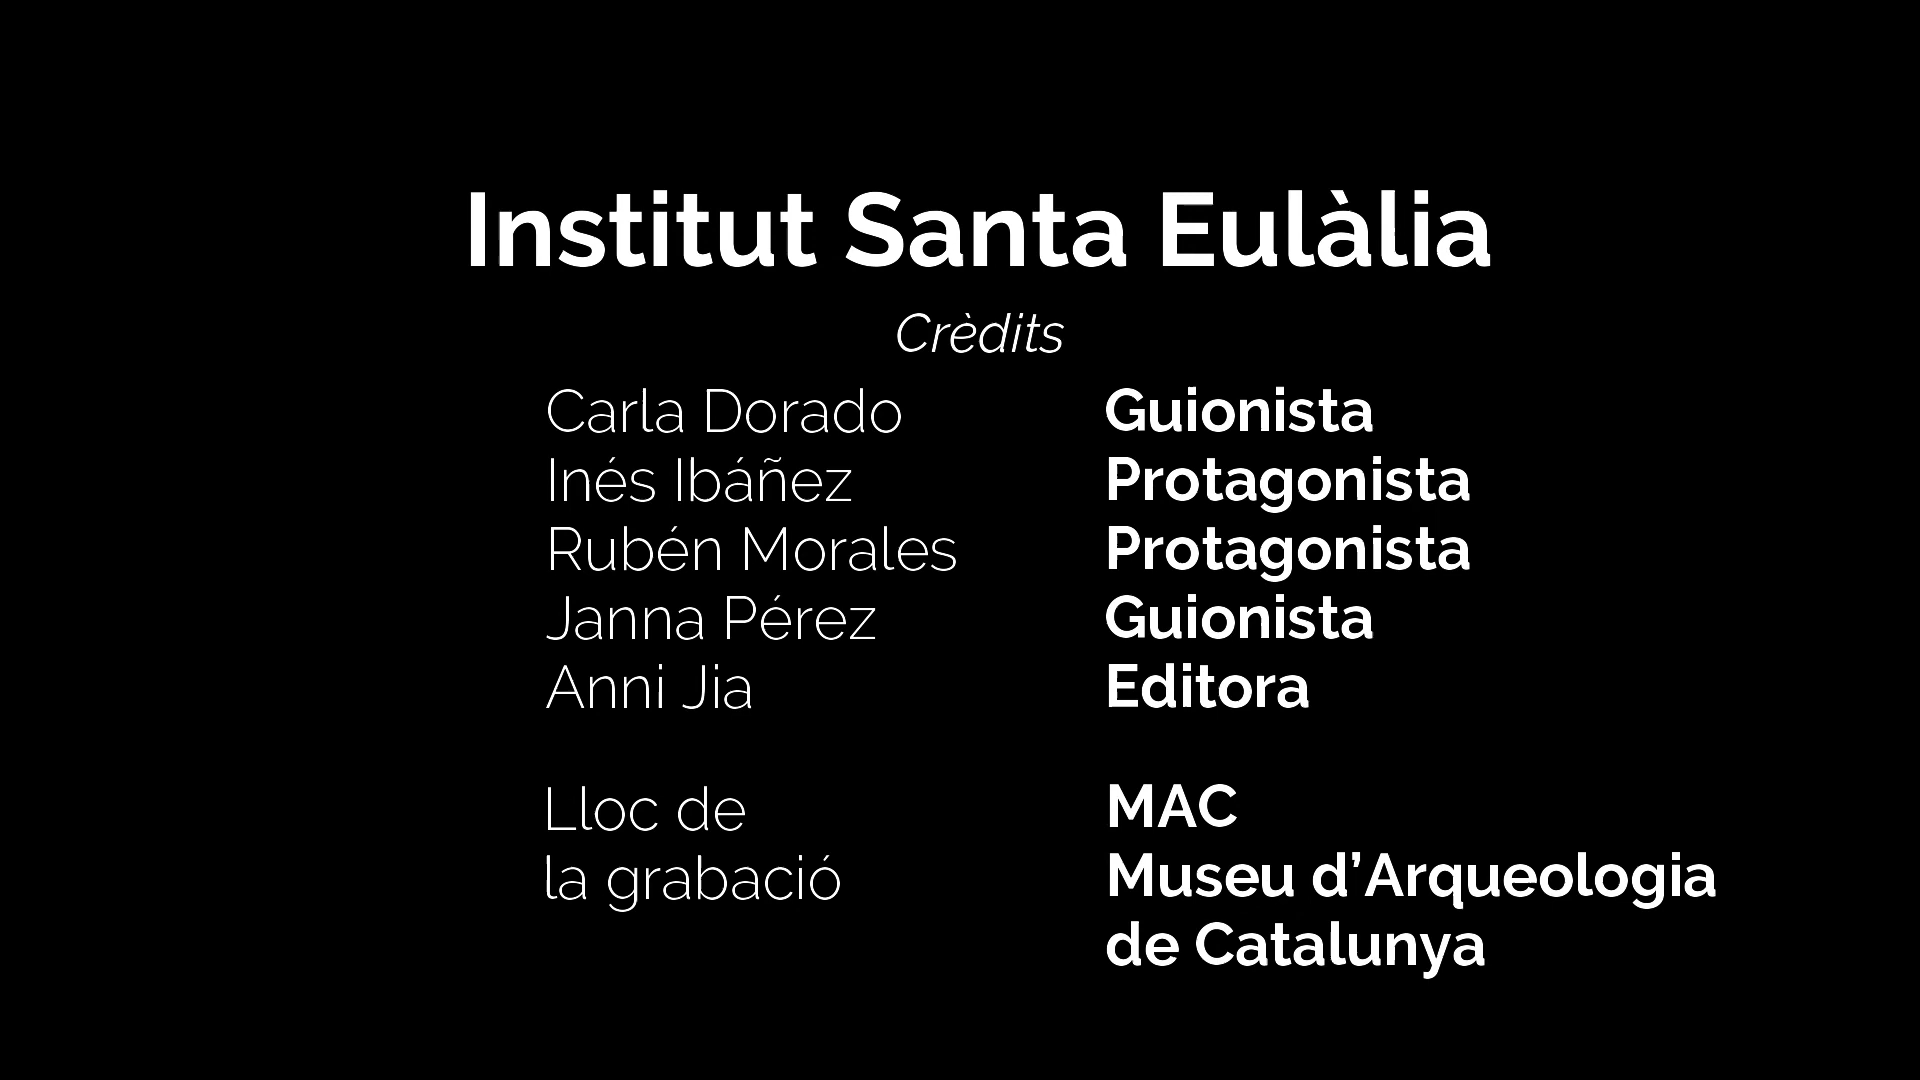 Institut Santa Eulàlia
Crèdits
Carla Dorado Guionista
Inés Ibáñez Protagonista
Rubén Morales Protagonista
Janna Pérez Guionista
Anni Jia Editora
Lloc de MAC
la grabació Museu d’Arqueologia
de Catalunya